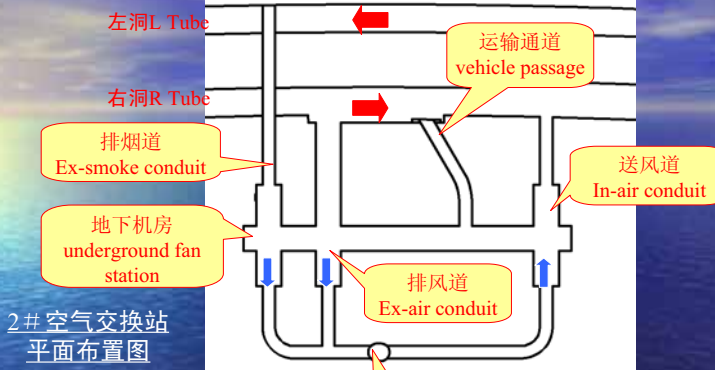 左洞L Tube
运输通道
vehicle passage
右洞R Tube
排烟道
Ex-smoke conduit
送风道
In-air conduit
地下机房
underground fan
station
排风道
Ex-air conduit
2#空气交换站
平面布置图